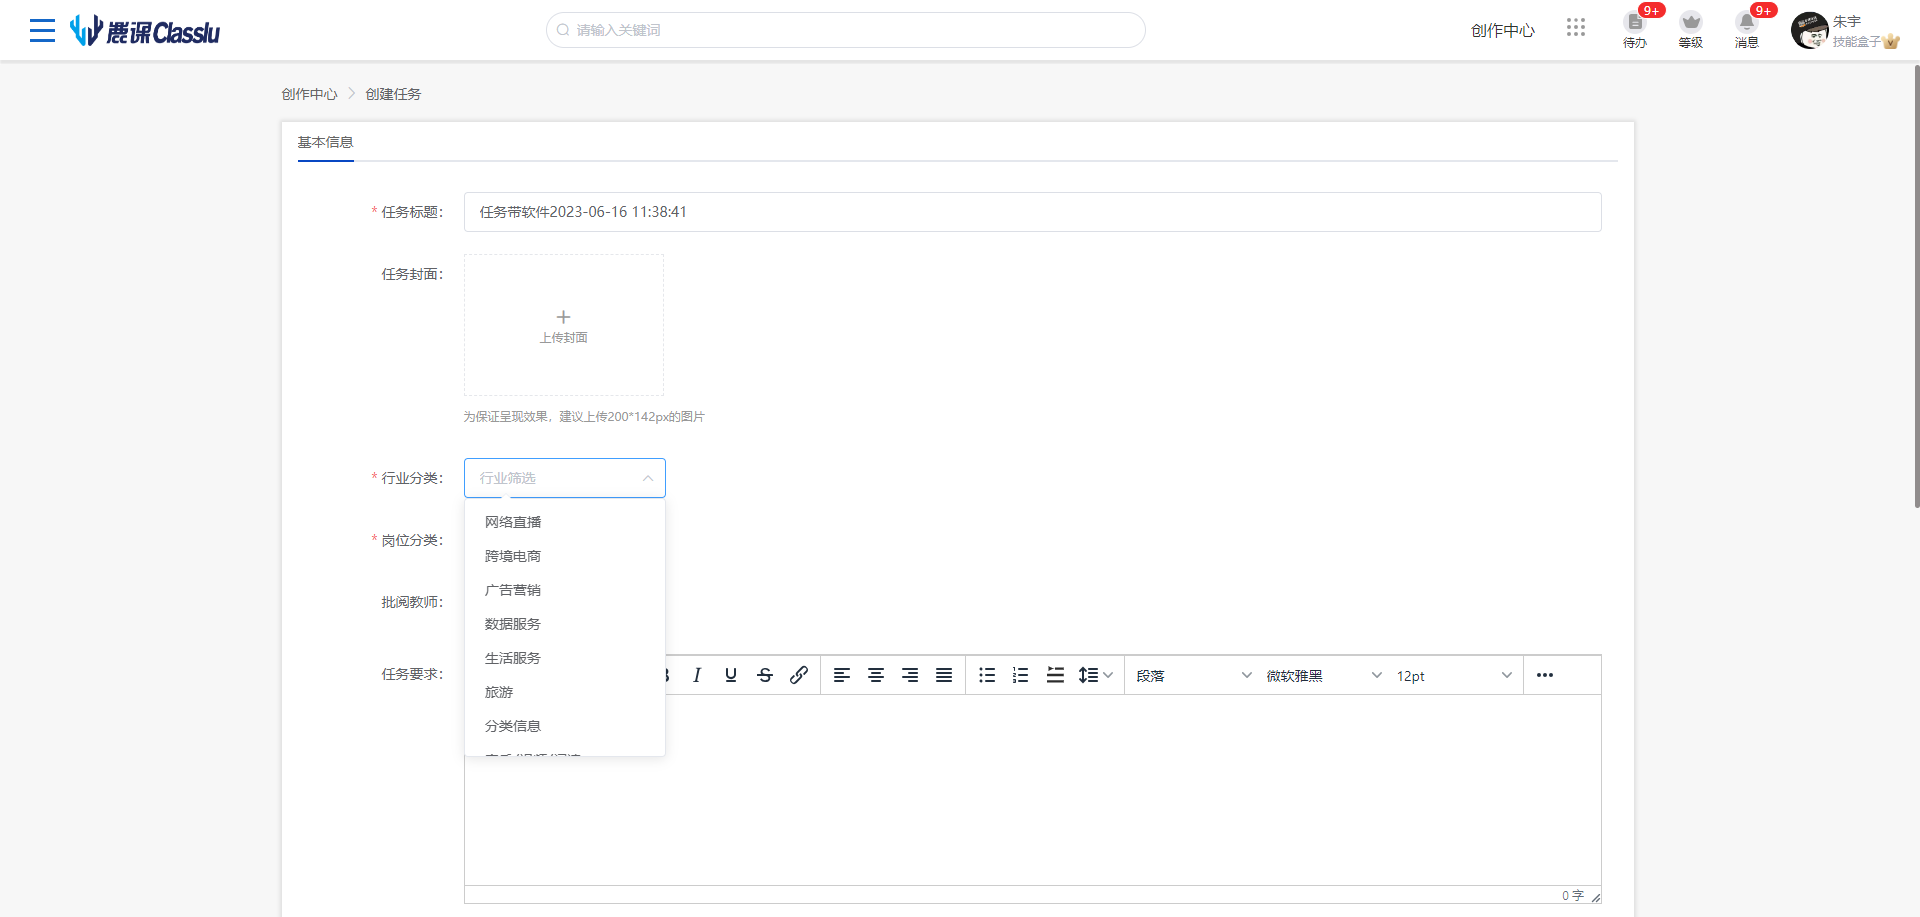 鹿课Classlu
请输入关键词
创作中心
9+
待办
等级
9+
消息
朱宇
技能盒子
创作中心 > 创建任务
基本信息
* 任务标题：
任务带软件2023-06-16 11:38:41
任务封面：
上传封面
为保证呈现效果，建议上传200*142px的图片
* 行业分类：
行业筛选
网络直播
* 岗位分类：
跨境电商
广告营销
批阅教师：
数据服务
生活服务
任务要求：
段落
微软雅黑
12pt
旅游
分类信息
0 字